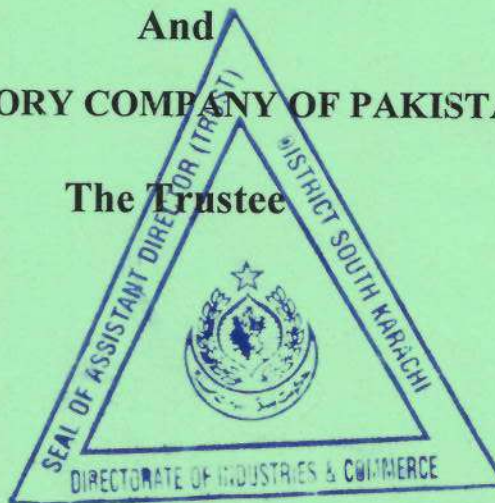 And
ORY COMPANY OF PAKISTA
The Trustee
SEAL OF ASSISTANT DIRECTOR (TRUST)
DISTRICT SOUTH KARACHI
DIRECTORATE OF INDUSTRIES & COMMERCE